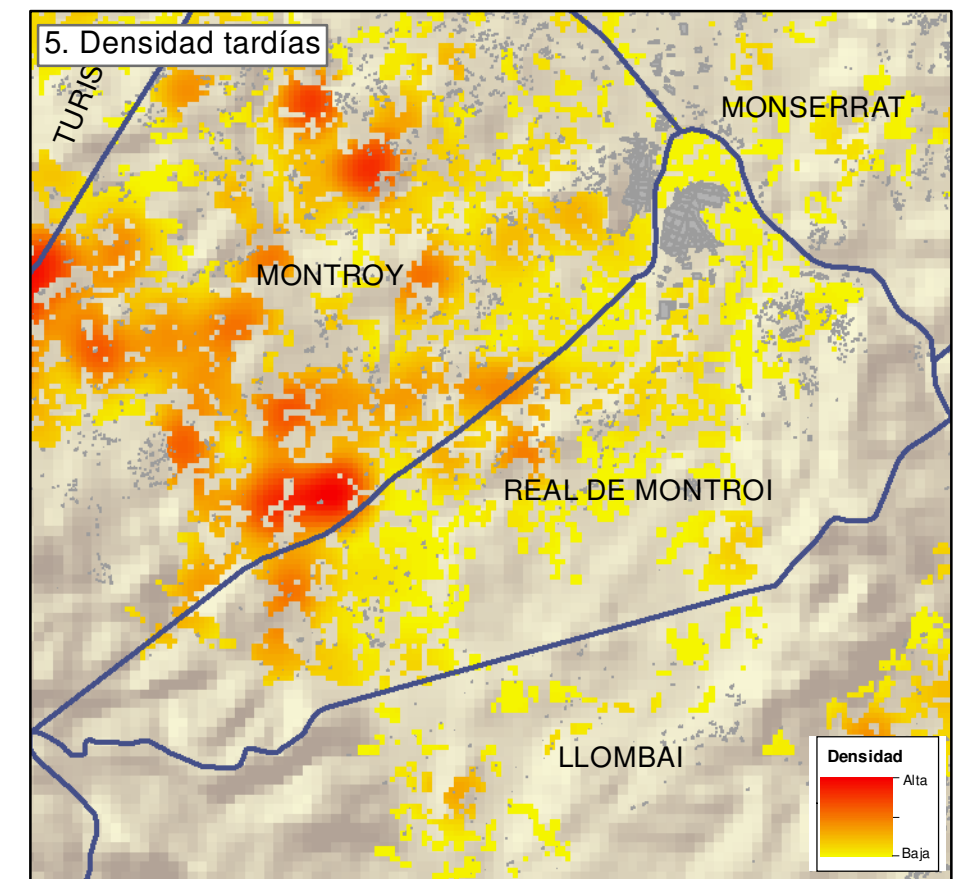 5. Densidad tardías
TURIS
MONSERRAT
MONTROY
REAL DE MONTROI
LLOMBAI
Densidad
Alta
Baja